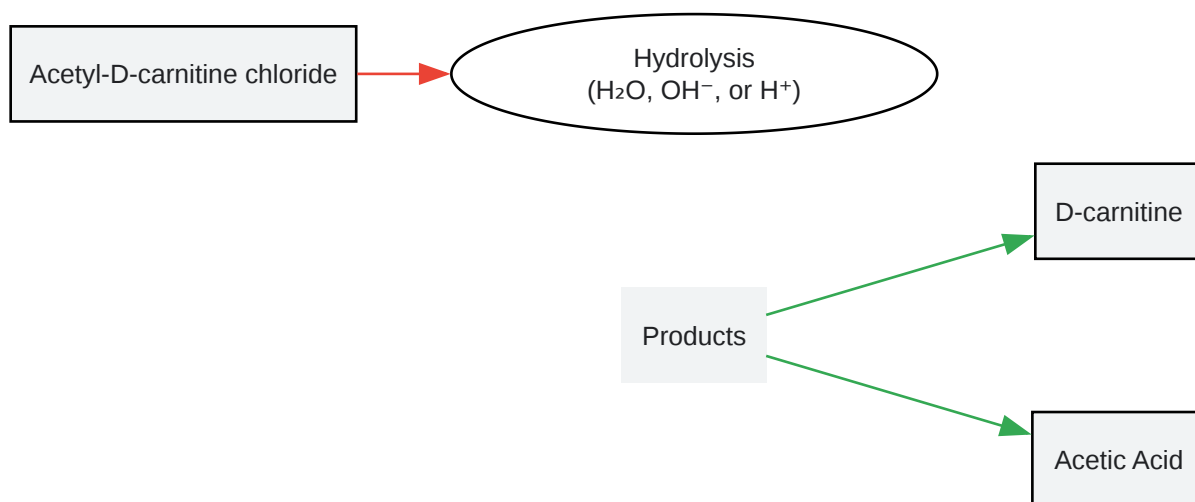 Acetyl-D-carnitine chloride
Hydrolysis
(H₂O, OH⁻, or H⁺)
D-carnitine
Products
Acetic Acid